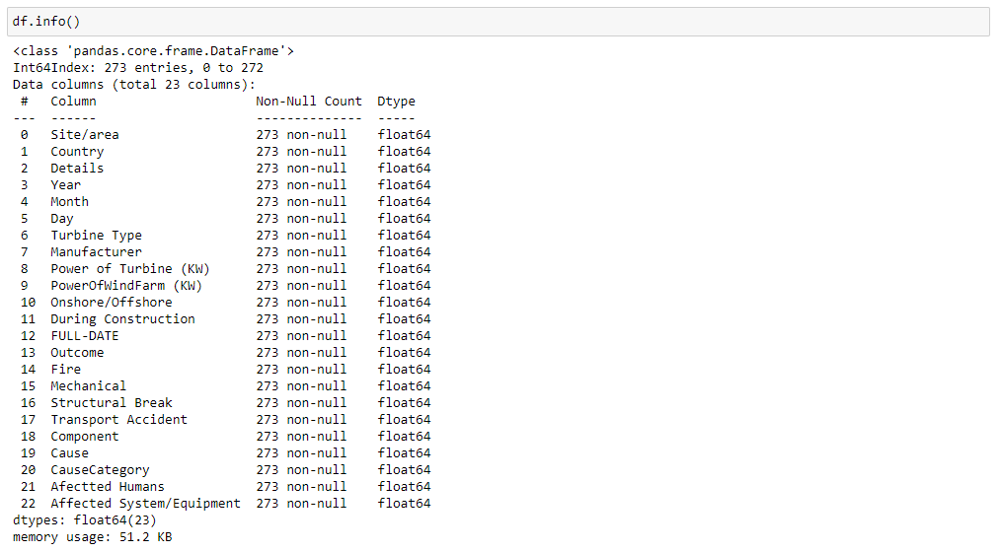 df.info()
<class 'pandas.core.frame.DataFrame'>
Int64Index: 273 entries, 0 to 272
Data columns (total 23 columns):
 #   Column                     Non-Null Count  Dtype
---  ------                     --------------  -----
 0   Site/area                  273 non-null    float64
 1   Country                    273 non-null    float64
 2   Details                    273 non-null    float64
 3   Year                       273 non-null    float64
 4   Month                      273 non-null    float64
 5   Day                        273 non-null    float64
 6   Turbine Type               273 non-null    float64
 7   Manufacturer               273 non-null    float64
 8   Power of Turbine (KW)      273 non-null    float64
 9   PowerOfWindFarm (KW)       273 non-null    float64
 10  Onshore/Offshore           273 non-null    float64
 11  During Construction        273 non-null    float64
 12  FULL-DATE                  273 non-null    float64
 13  Outcome                    273 non-null    float64
 14  Fire                       273 non-null    float64
 15  Mechanical                 273 non-null    float64
 16  Structural Break           273 non-null    float64
 17  Transport Accident         273 non-null    float64
 18  Component                  273 non-null    float64
 19  Cause                      273 non-null    float64
 20  CauseCategory              273 non-null    float64
 21  Afectted Humans            273 non-null    float64
 22  Affected System/Equipment  273 non-null    float64
dtypes: float64(23)
memory usage: 51.2 KB